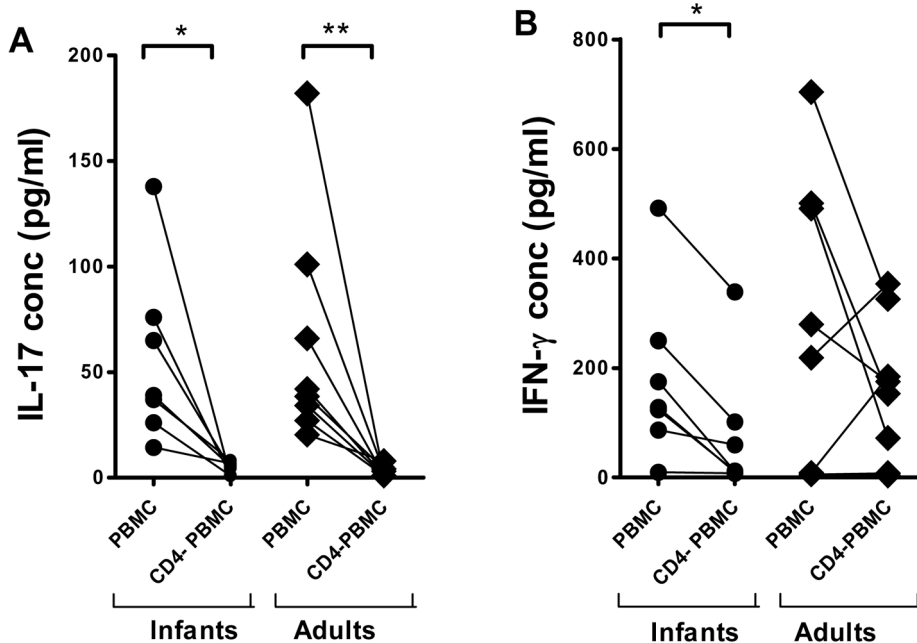 A
*
**
IL-17 conc (pg/ml)
200
150
100
50
0
PBMC
CD4- PBMC
PBMC
CD4-PBMC
Infants
Adults
B
*
IFN-γ conc (pg/ml)
800
600
400
200
0
PBMC
CD4- PBMC
PBMC
CD4-PBMC
Infants
Adults